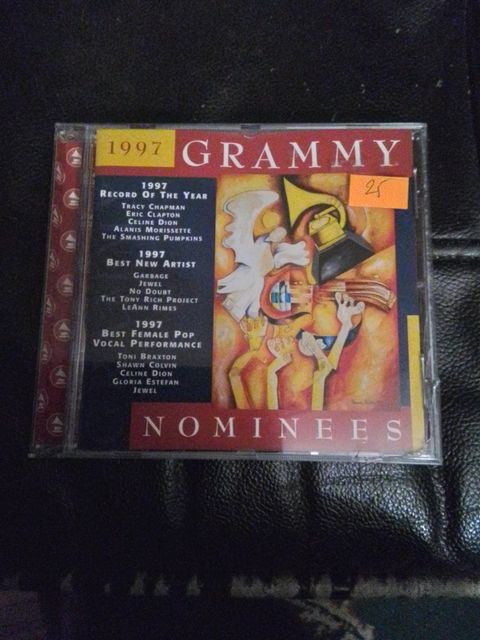 1997 GRAMMY
25
1997
RECORD OF THE YEAR
TRACY CHAPMAN
ERIC CLAPTON
CELINE DION
ALANIS MORISSETTE
THE SMASHING PUMPKINS
1997
BEST NEW ARTIST
GARBAGE
JEWEL
NO DOUBT
THE TONY RICH PROJECT
LEANN RIMES
1997
BEST FEMALE POP
VOCAL PERFORMANCE
TONI BRAXTON
SHAWN COLVIN
CELINE DION
GLORIA ESTEFAN
JEWEL
NOMINEES